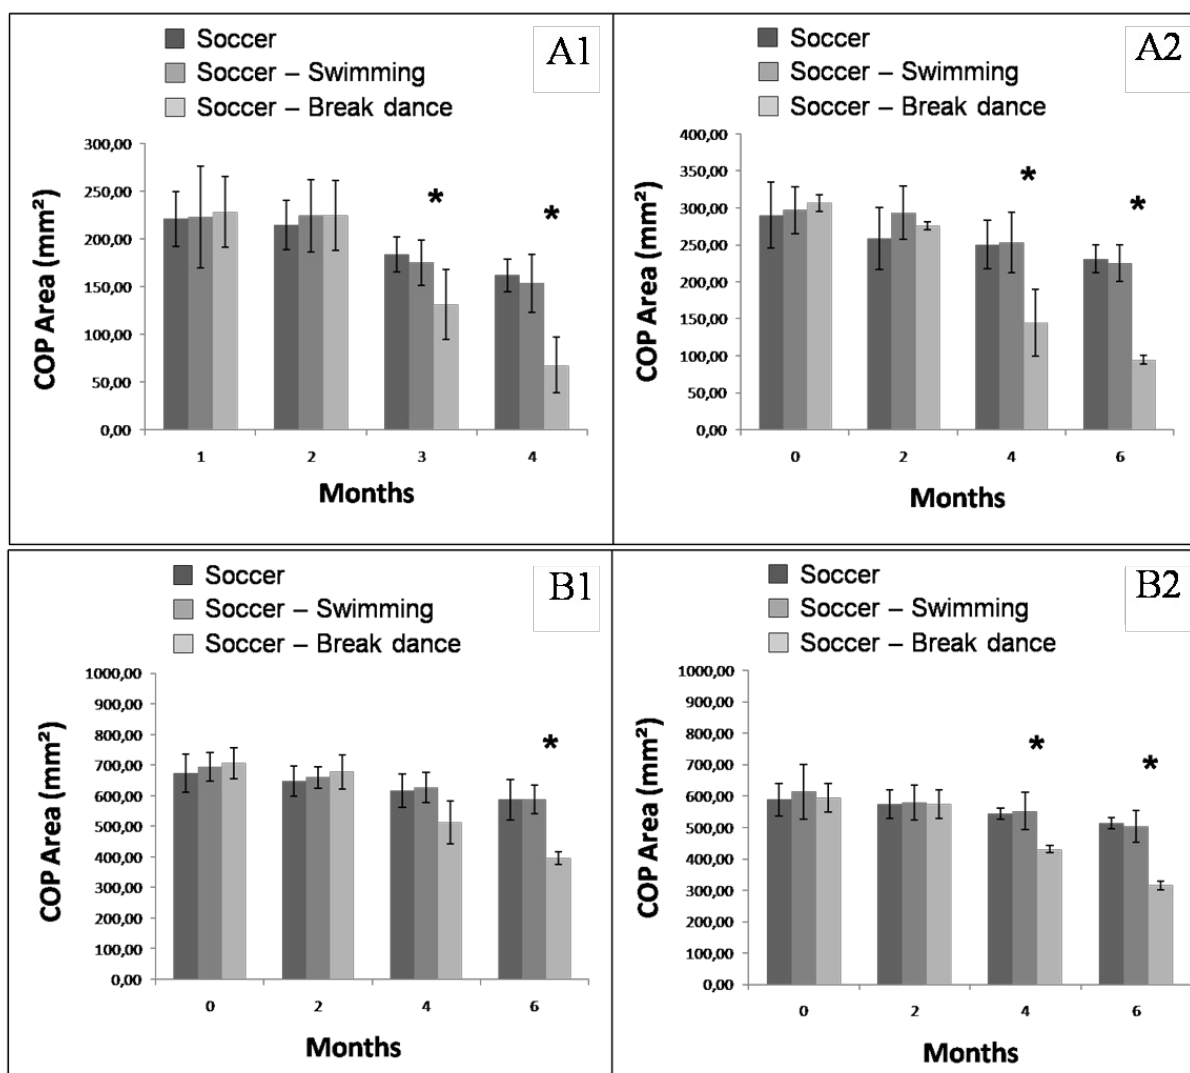 Soccer
Soccer – Swimming
Soccer – Break dance
A1
300,00
250,00
200,00
150,00
100,00
50,00
0,00
COP Area (mm²)
*
*
1 2 3 4
Months
Soccer
Soccer – Swimming
Soccer – Break dance
A2
400,00
350,00
300,00
250,00
200,00
150,00
100,00
50,00
0,00
COP Area (mm²)
*
*
0 2 4 6
Months
Soccer
Soccer – Swimming
Soccer – Break dance
B1
1000,00
900,00
800,00
700,00
600,00
500,00
400,00
300,00
200,00
100,00
0,00
COP Area (mm²)
*
0 2 4 6
Months
Soccer
Soccer – Swimming
Soccer – Break dance
B2
1000,00
900,00
800,00
700,00
600,00
500,00
400,00
300,00
200,00
100,00
0,00
COP Area (mm²)
*
*
0 2 4 6
Months